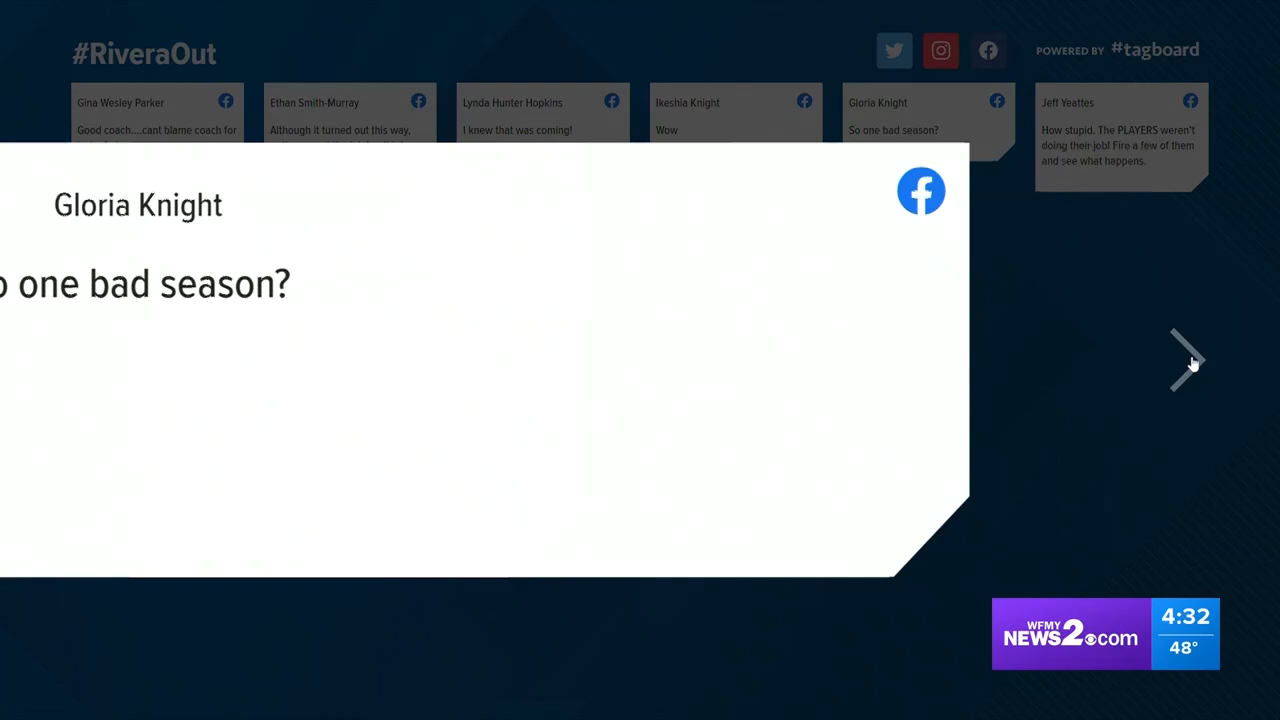 #RiveraOut
POWERED BY #tagboard
Gina Wesley Parker
Good coach....cant blame coach for
Ethan Smith-Murray
Although it turned out this way,
Lynda Hunter Hopkins
I knew that was coming!
Ikeshia Knight
Wow
Gloria Knight
So one bad season?
Jeff Yeattes
How stupid. The PLAYERS weren't
doing their job! Fire a few of them
and see what happens.
Gloria Knight
o one bad season?
WFMY
NEWS 2 .com
4:32
48°